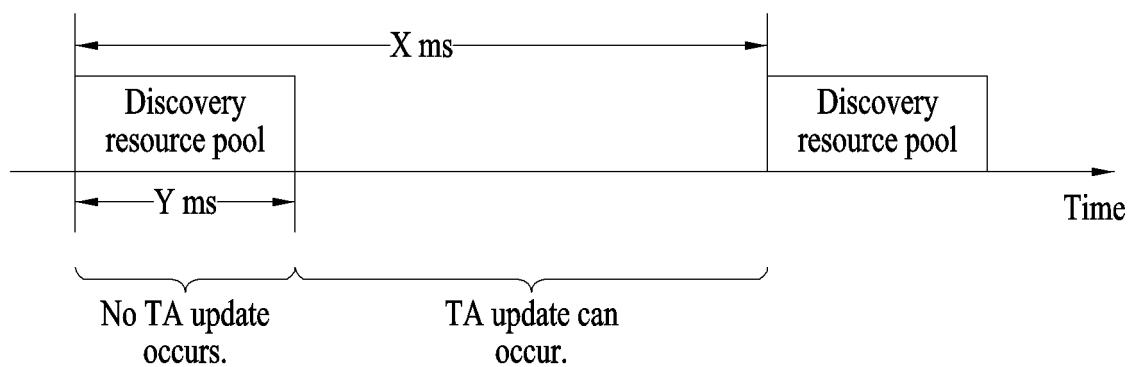 X ms
Discovery
resource pool
Discovery
resource pool
Y ms
Time
No TA update
occurs.
TA update can
occur.